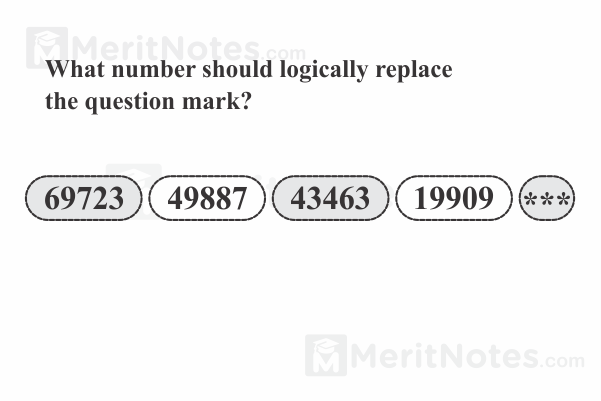 MeritNotes.com
What number should logically replace
the question mark?
69723 49887 43463 19909 ***
MeritNotes.com